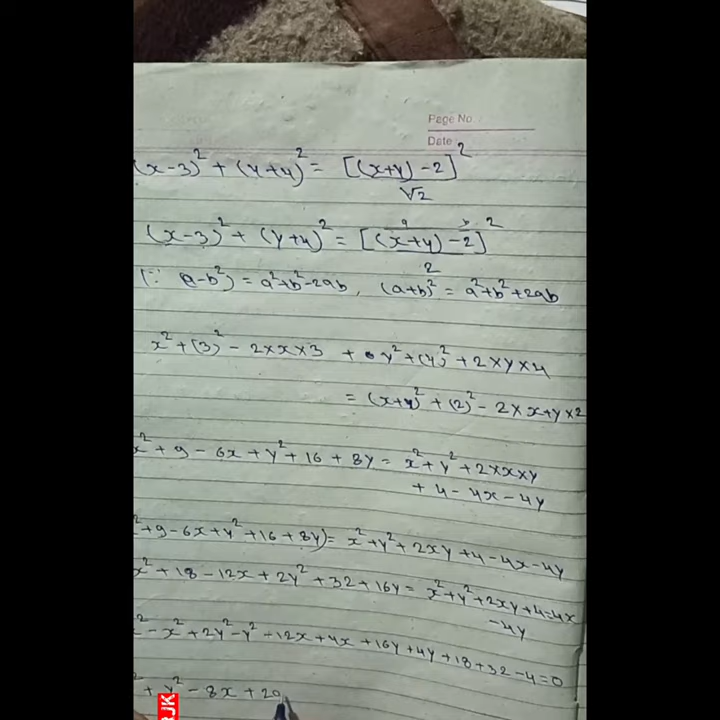 Page No.
Date
(x-3)² + (y+4)² = [(x+y)-2]²
√2
(x-3)² + (y+4)² = [(x+y)-2]²
2
(∵ (a-b²) = a²+b²-2ab, (a+b)² = a²+b²+2ab
x² + (3)² - 2×x×3 + y² + (4)² + 2×y×4
= (x+y)² + (2)² - 2×x+y×2
x² + 9 - 6x + y² + 16 + 8y = x² + y² + 2×x×y
+ 4 - 4x - 4y
² + 9 - 6x + y² + 16 + 8y) = x² + y² + 2xy + 4 - 4x - 4y
x² + 18 - 12x + 2y² + 32 + 16y = x² + y² + 2xy + 4 - 4x
- 4y
² - x² + 2y² - y² - 12x + 4x + 16y + 4y + 18 + 32 - 4 = 0
² + y² - 8x + 20
RJK